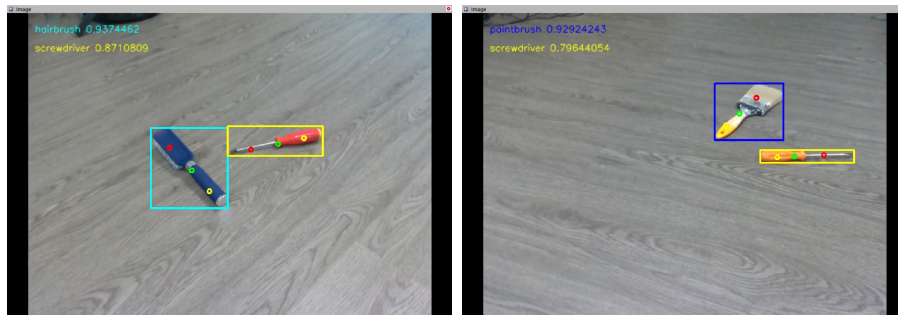 Image
hairbrush 0.9374462
screwdriver 0.8710809
Image
paintbrush 0.92924243
screwdriver 0.79644054